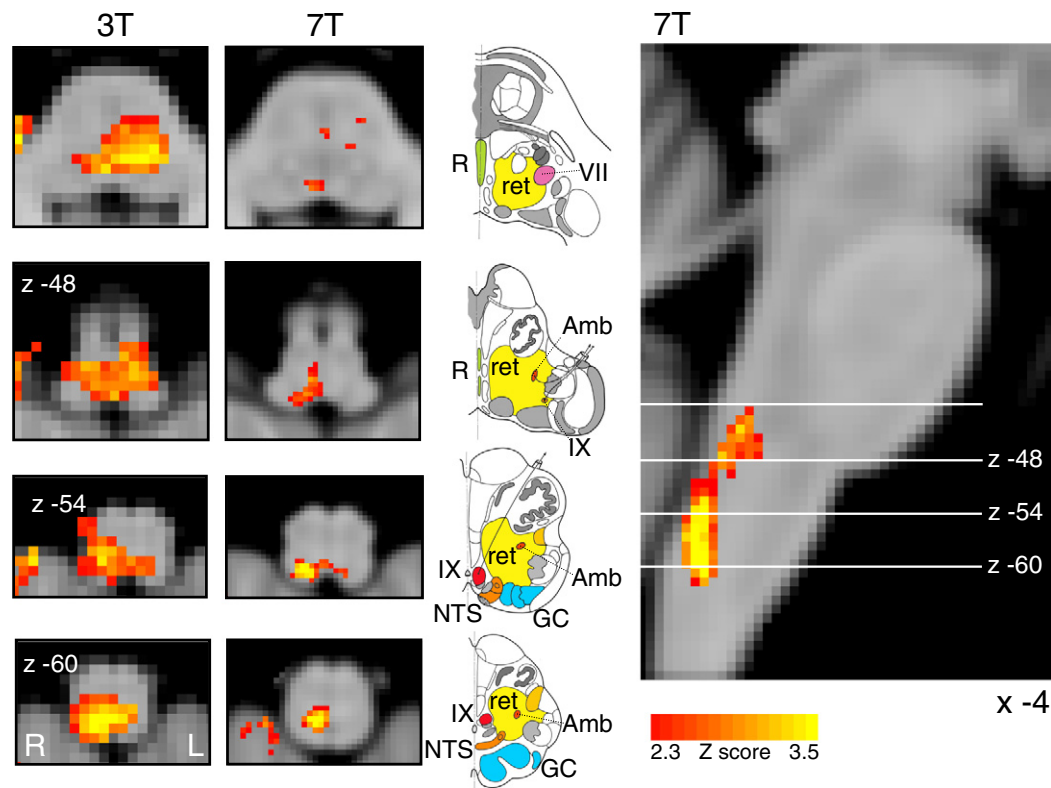 3T
7T
7T
R
ret
VII
z -48
Amb
R
ret
IX
z -48
z -54
z -54
ret
IX
Amb
NTS
GC
z -60
z -60
ret
IX
Amb
NTS
GC
R
L
x -4
2.3 Z score 3.5